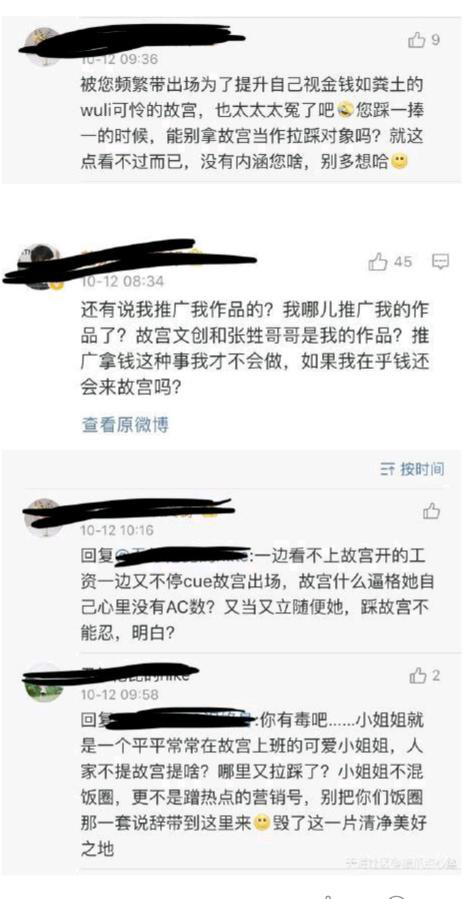 9
10-12 09:36
被您频繁带出场为了提升自己视金钱如粪土的
wuli可怜的故宫，也太太太冤了吧您踩一捧
一的时候，能别拿故宫当作拉踩对象吗？就这
点看不过而已，没有内涵您啥，别多想哈
45
10-12 08:34
还有说我推广我作品的？我哪儿推广我的作
品了？故宫文创和张甡哥哥是我的作品？推
广拿钱这种事我才不会做，如果我在乎钱还
会来故宫吗？
查看原微博
按时间
10-12 10:16
回复:一边看不上故宫开的工
资一边又不停cue故宫出场，故宫什么逼格她自
己心里没有AC数？又当又立随便她，踩故宫不
能忍，明白？
2
10-12 09:58
回复:你有毒吧……小姐姐就
是一个平平常常在故宫上班的可爱小姐姐，人
家不提故宫提啥？哪里又拉踩了？小姐姐不混
饭圈，更不是蹭热点的营销号，别把你们饭圈
那一套说辞带到这里来毁了这一片清净美好
之地